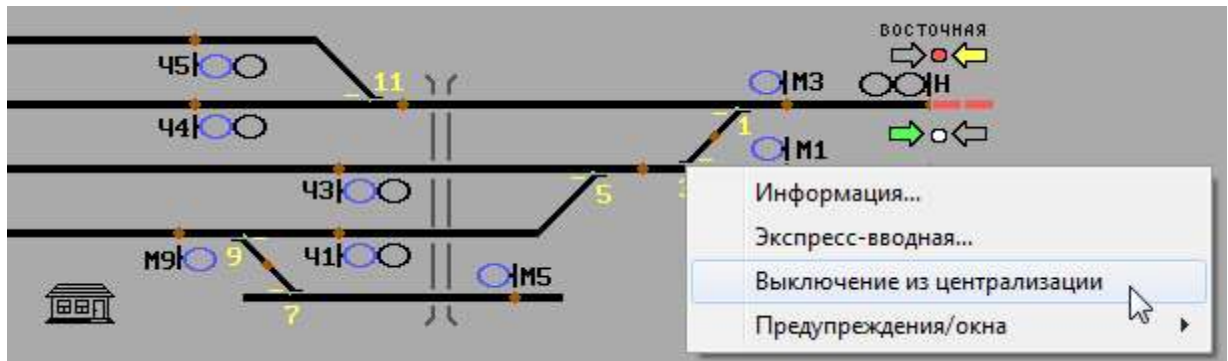 ВОСТОЧНАЯ
Ч5
11
М3
Н
Ч4
1
М1
Ч3
5
3
Информация...
Экспресс-вводная...
М9
9
Ч1
М5
Выключение из централизации
7
Предупреждения/окна